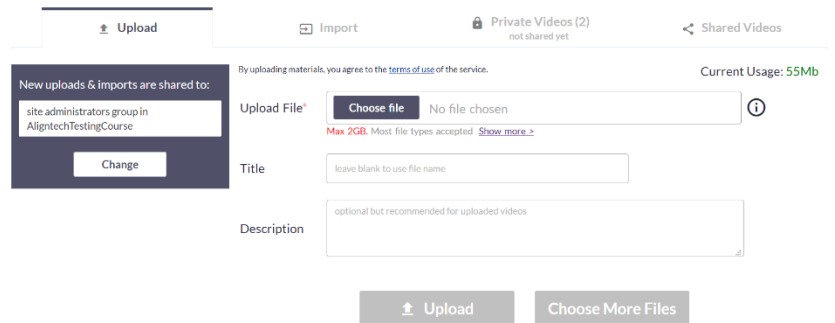 Upload
Import
Private Videos (2)
not shared yet
Shared Videos
New uploads & imports are shared to:
site administrators group in
AligntechTestingCourse
Change
By uploading materials, you agree to the terms of use of the service.
Current Usage: 55Mb
Upload File*
Choose file No file chosen
Max 2GB. Most file types accepted Show more >
Title
leave blank to use file name
Description
optional but recommended for uploaded videos
Upload
Choose More Files